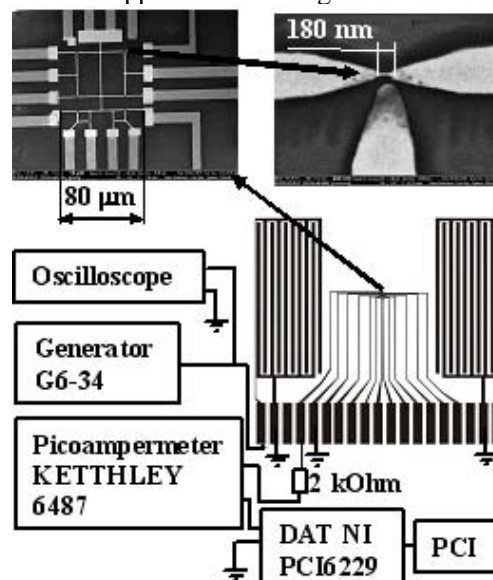 180 nm
80 μm
Oscilloscope
Generator
G6-34
Picoampermeter
KETTHLEY
6487
2 kOhm
DAT NI
PCI6229
PCI